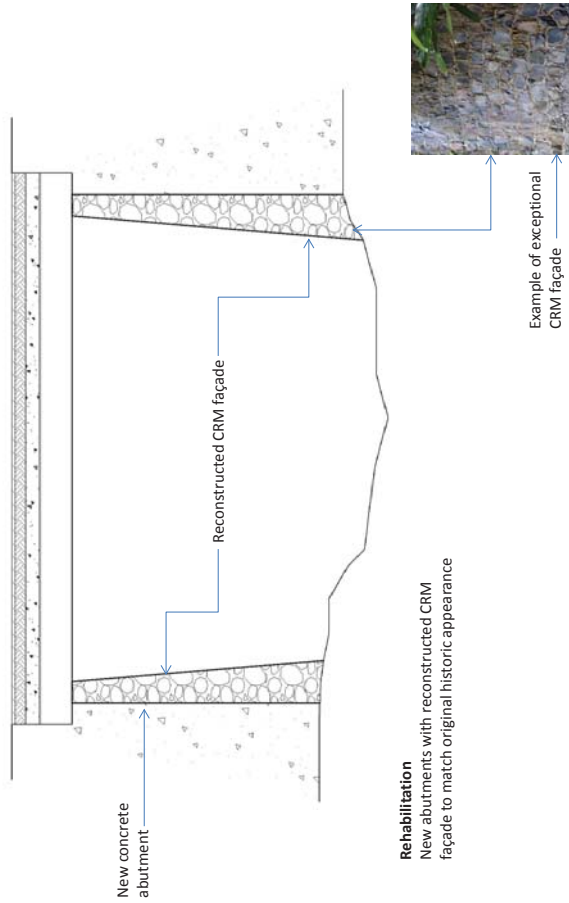 New concrete
abutment
Reconstructed CRM façade
Rehabilitation
New abutments with reconstructed CRM
façade to match original historic appearance
Example of exceptional
CRM façade